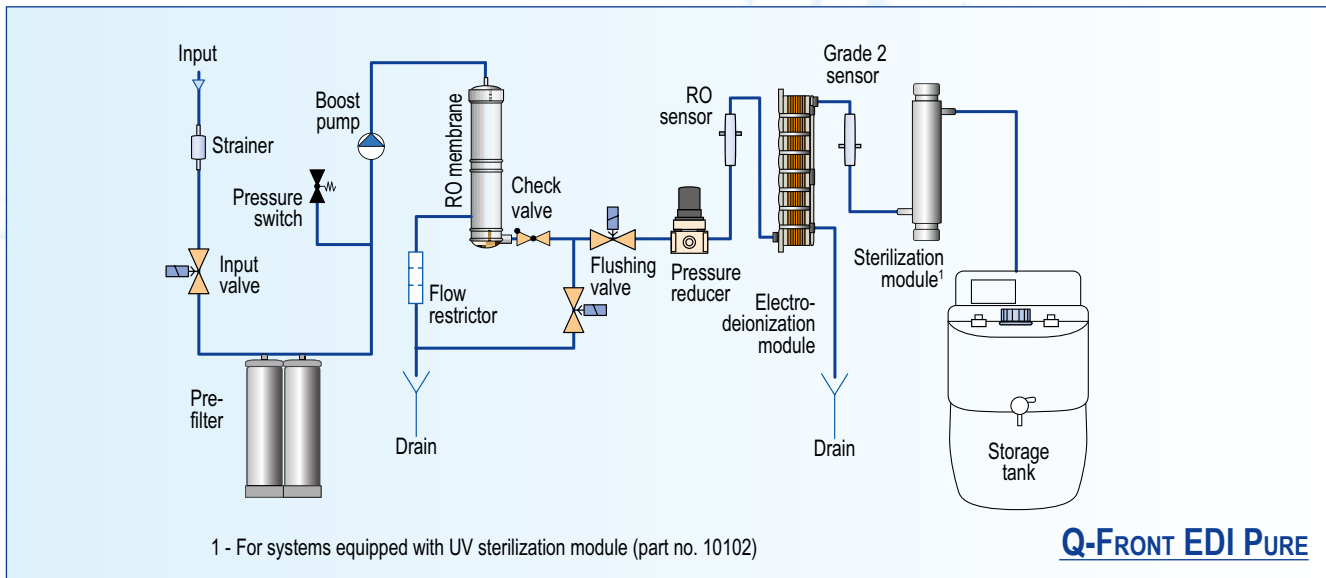 Input
Strainer
Pressure
switch
Input
valve
Pre-
filter
Boost
pump
RO membrane
Check
valve
Flow
restrictor
Drain
Flushing
valve
Pressure
reducer
RO
sensor
Electro-
deionization
module
Drain
Grade 2
sensor
Sterilization
module1
Storage
tank
1 - For systems equipped with UV sterilization module (part no. 10102)
Q-FRONT EDI PURE